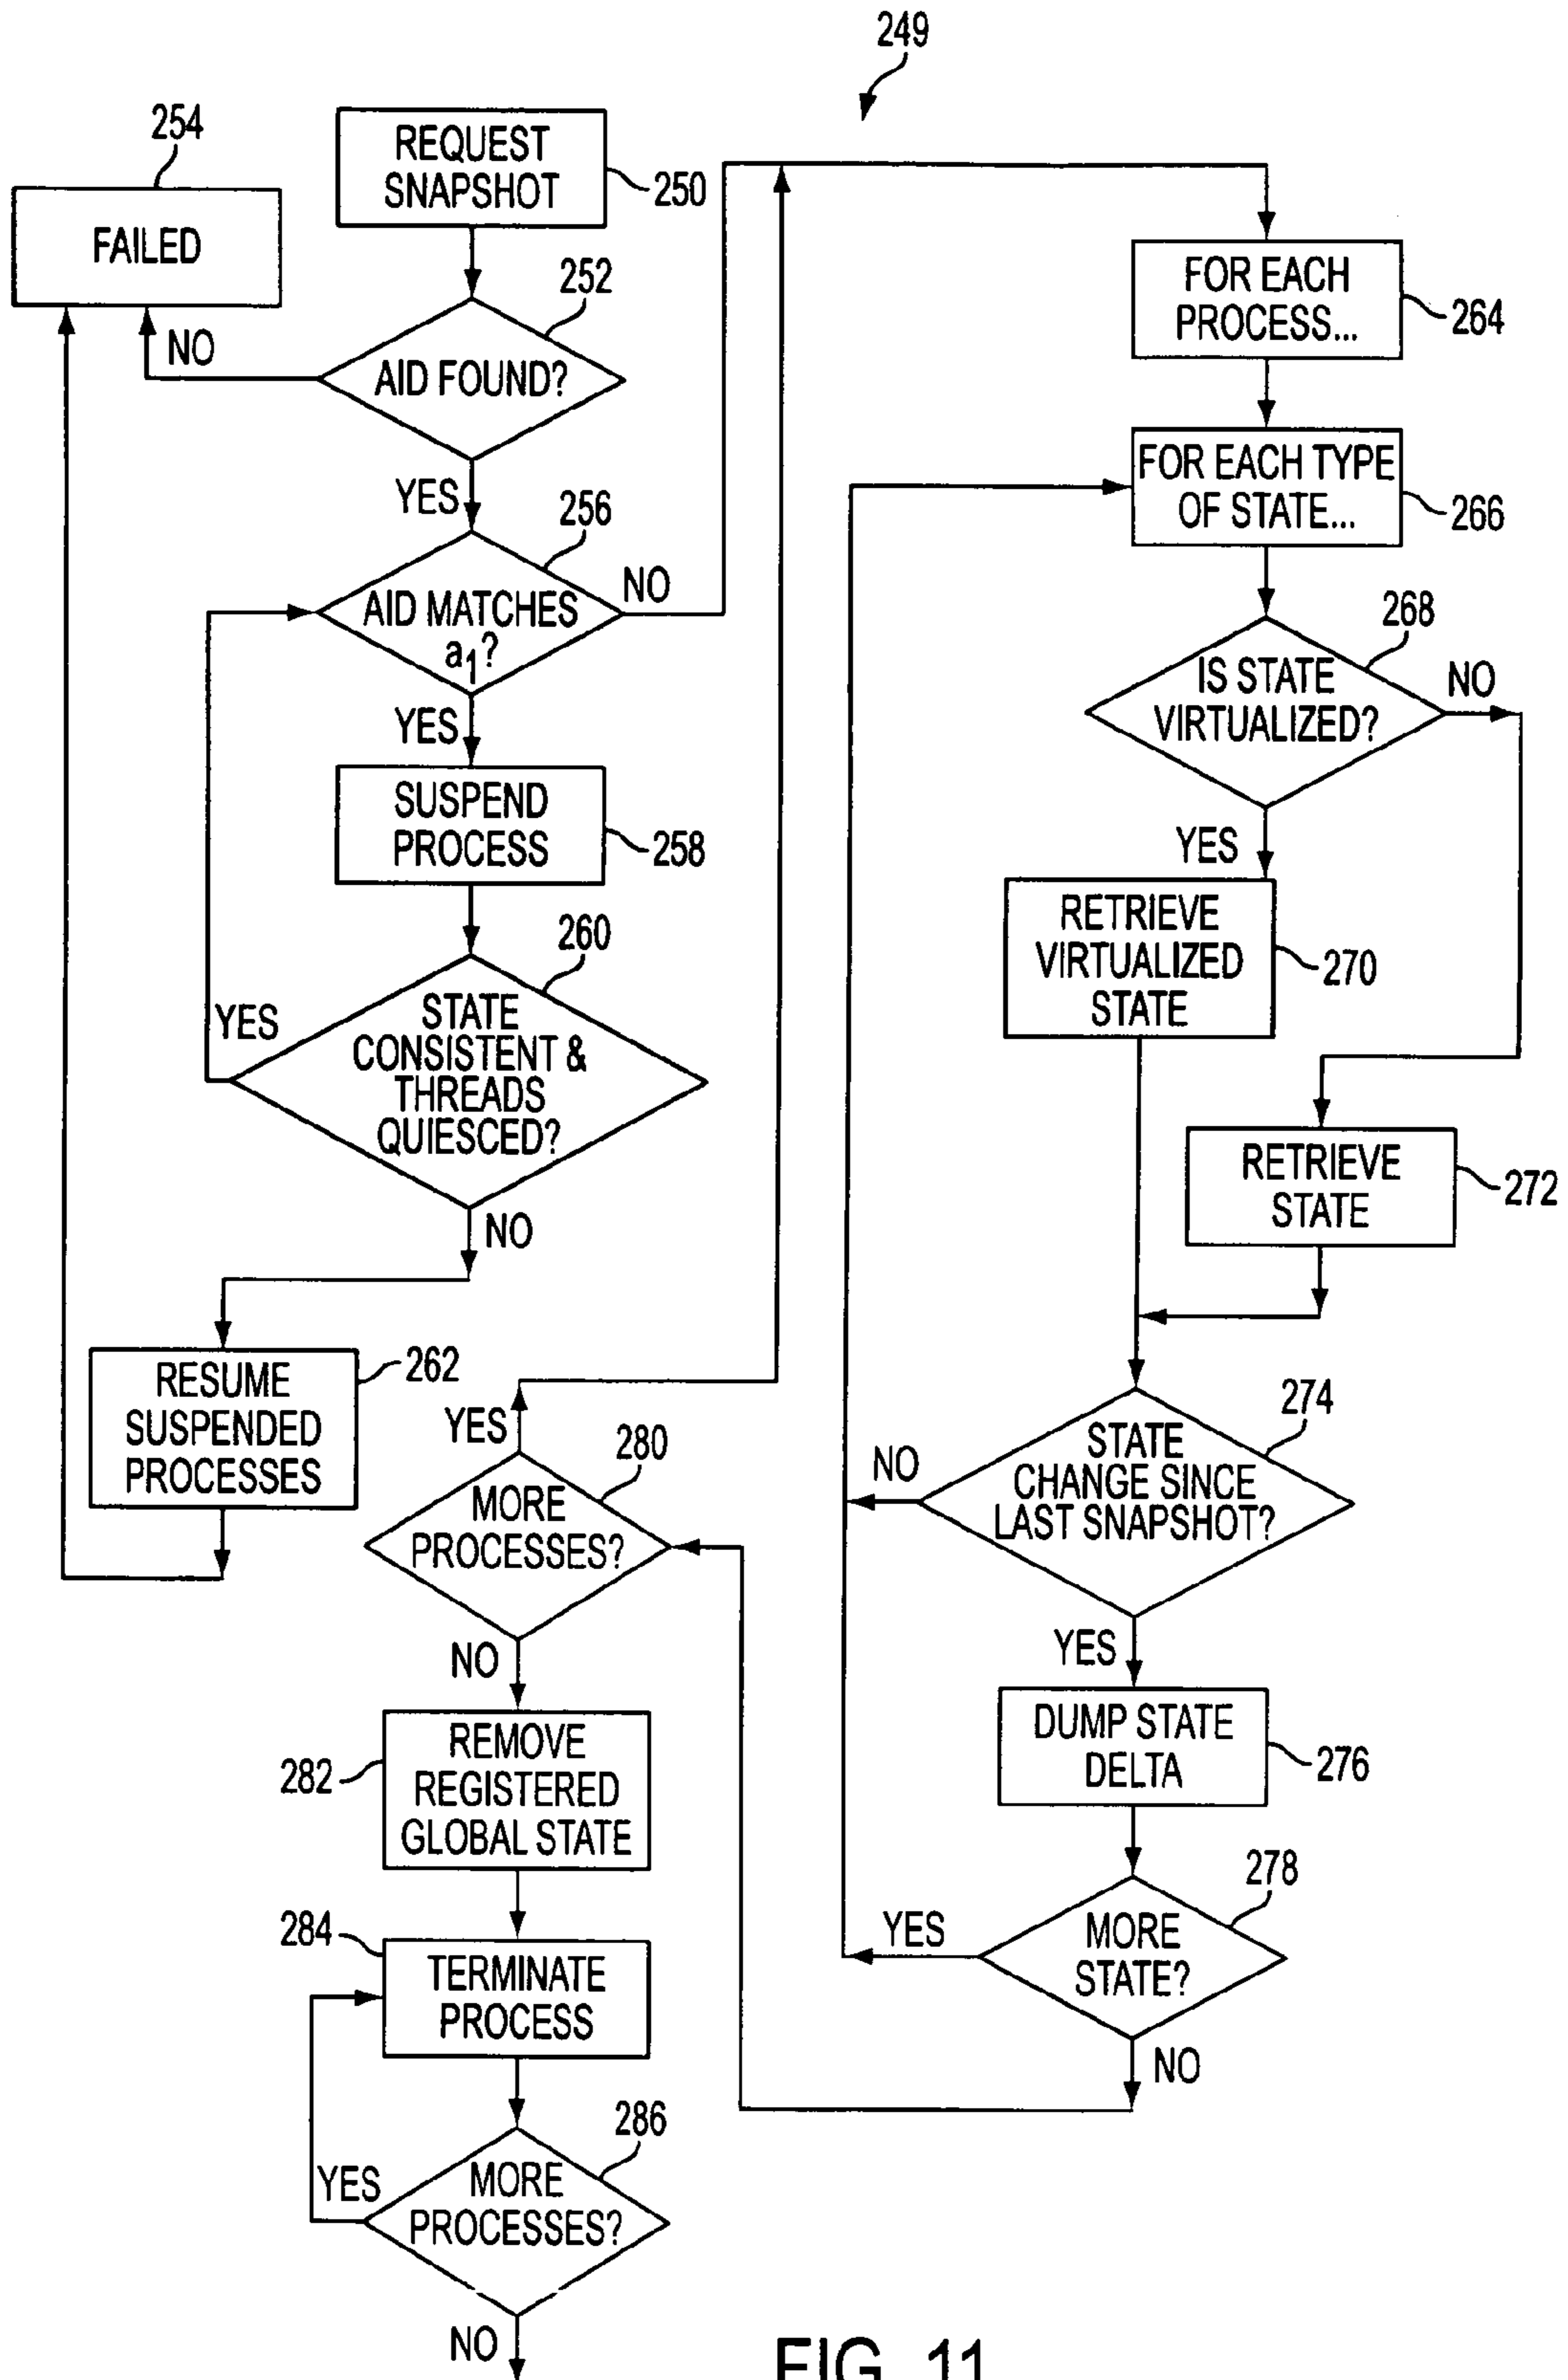 249
254
REQUEST
SNAPSHOT
250
FAILED
252
NO
AID FOUND?
FOR EACH
PROCESS...
264
YES
256
FOR EACH TYPE
OF STATE...
266
AID MATCHES
a1?
NO
268
IS STATE
VIRTUALIZED?
NO
YES
SUSPEND
PROCESS
258
YES
RETRIEVE
VIRTUALIZED
STATE
270
260
STATE
CONSISTENT &
THREADS
QUIESCED?
YES
NO
RETRIEVE
STATE
272
RESUME
SUSPENDED
PROCESSES
262
YES
280
MORE
PROCESSES?
274
NO
STATE
CHANGE SINCE
LAST SNAPSHOT?
YES
NO
REMOVE
REGISTERED
GLOBAL STATE
282
DUMP STATE
DELTA
276
278
MORE
STATE?
YES
NO
284
TERMINATE
PROCESS
286
YES
MORE
PROCESSES?
NO
FIG. 11